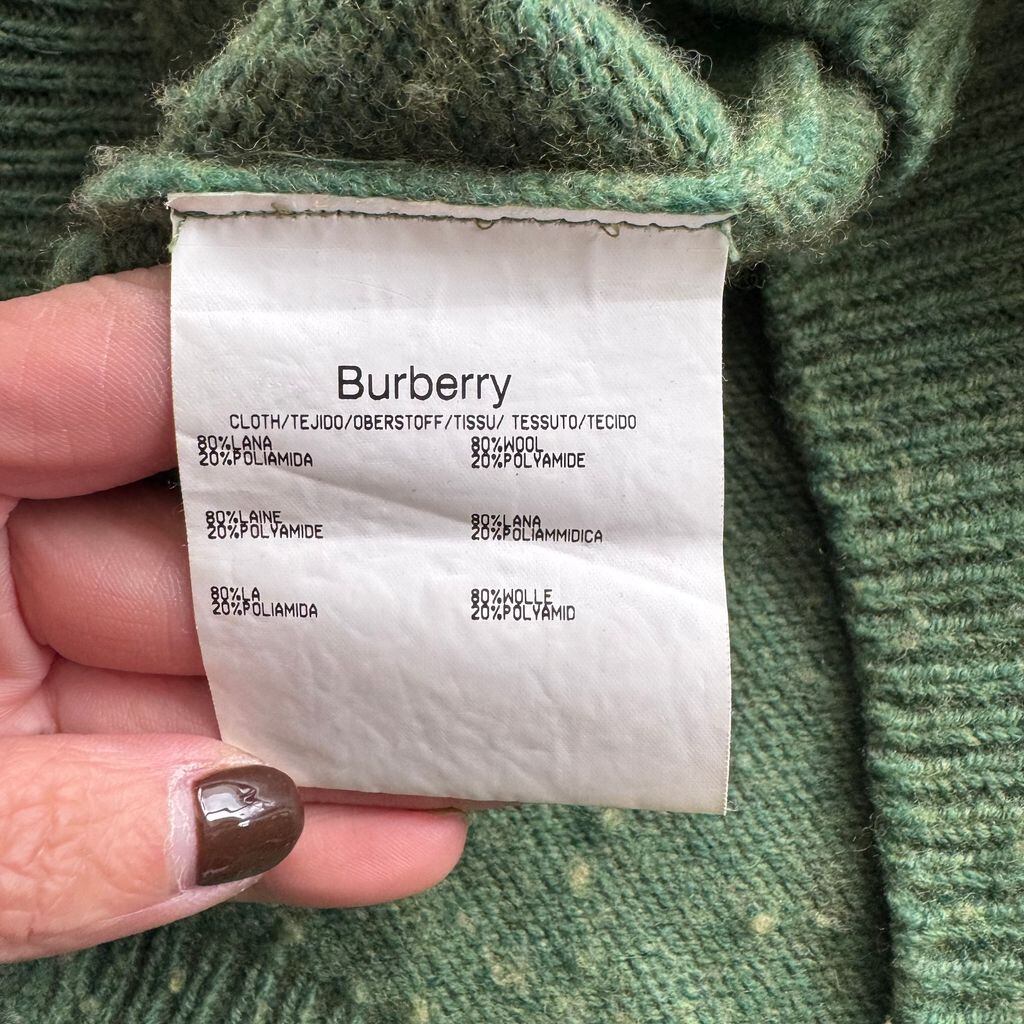 Burberry
CLOTH/TEJIDO/OBERSTOFF/TISSU/ TESSUTO/TECIDO
80%LANA
20%POLIAMIDA
80%WOOL
20%POLYAMIDE
80%LAINE
20%POLYAMIDE
80%LANA
20%POLIAMMIDICA
80%LA
20%POLIAMIDA
80%WOLLE
20%POLYAMID